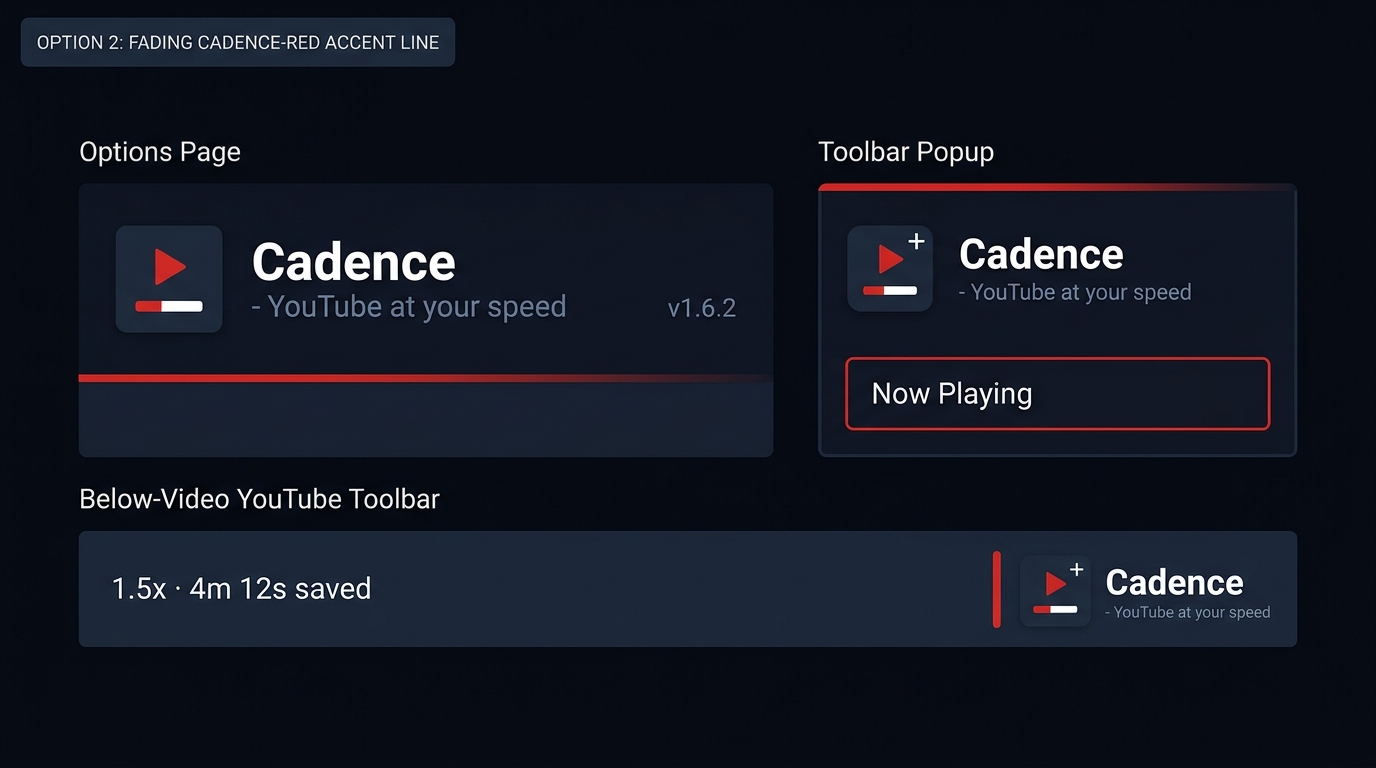 OPTION 2: FADING CADENCE-RED ACCENT LINE
Options Page
Cadence
- YouTube at your speed
v1.6.2
Toolbar Popup
+
Cadence
- YouTube at your speed
Now Playing
Below-Video YouTube Toolbar
1.5x · 4m 12s saved
+
Cadence
- YouTube at your speed